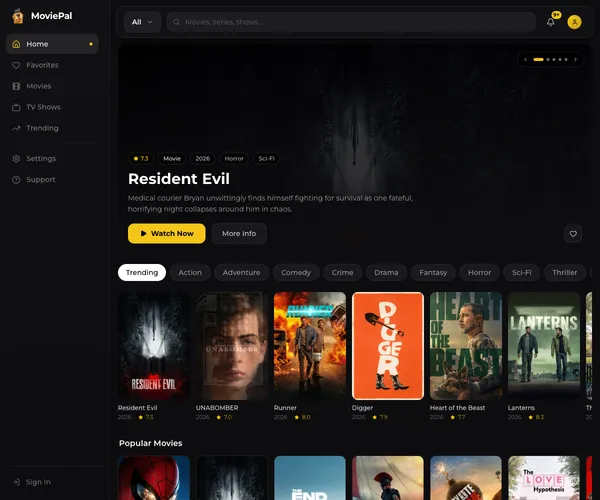 MoviePal
Home
Favorites
Movies
TV Shows
Trending
Settings
Support
Sign In
All
Movies, series, shows...
9+
7.3
Movie
2026
Horror
Sci-Fi
Resident Evil
Medical courier Bryan unwittingly finds himself fighting for survival as one fateful,
horrifying night collapses around him in chaos.
Watch Now
More Info
Trending
Action
Adventure
Comedy
Crime
Drama
Fantasy
Horror
Sci-Fi
Thriller
RESIDENT EVIL
UNABOMBER
RUNNER
DIGGER
HEART
OF THE
BEAST
LANTERNS
Resident Evil
2026 7.3
UNABOMBER
2026 7.0
Runner
2026 8.0
Digger
2026 7.9
Heart of the Beast
2026 7.7
Lanterns
2026 8.3
Popular Movies
THE
END
The
LOVE
Hypothesis